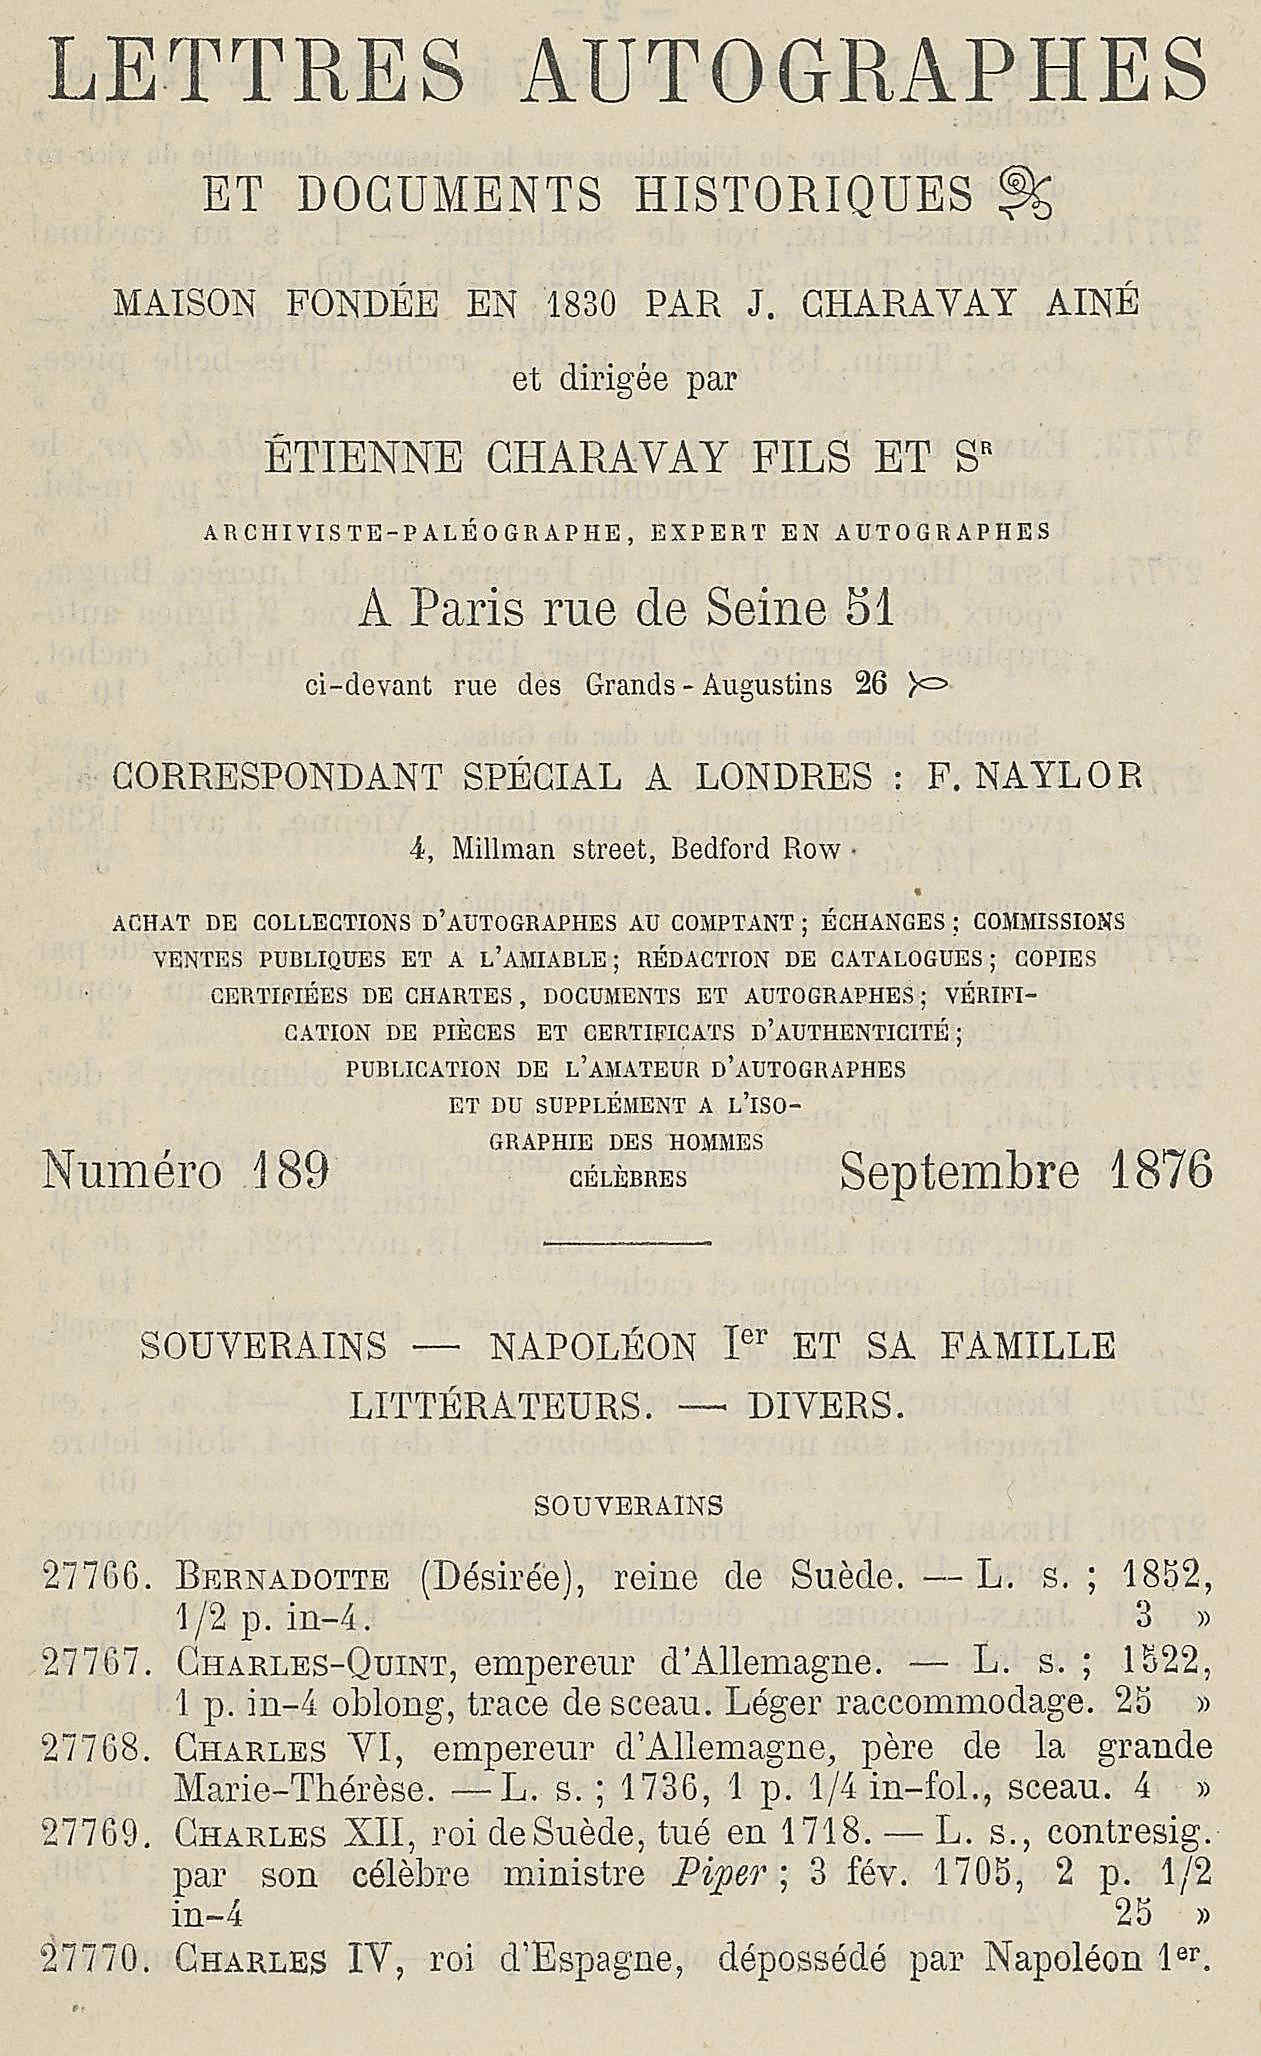 LETTRES AUTOGRAPHES
ET DOCUMENTS HISTORIQUES
MAISON FONDÉE EN 1830 PAR J. CHARAVAY AINÉ
et dirigée par
ÉTIENNE CHARAVAY FILS ET Sᴿ
ARCHIVISTE-PALÉOGRAPHE, EXPERT EN AUTOGRAPHES
A Paris rue de Seine 51
ci-devant rue des Grands-Augustins 26
CORRESPONDANT SPÉCIAL A LONDRES : F. NAYLOR
4, Millman street, Bedford Row
ACHAT DE COLLECTIONS D'AUTOGRAPHES AU COMPTANT ; ÉCHANGES ; COMMISSIONS
VENTES PUBLIQUES ET A L'AMIABLE ; RÉDACTION DE CATALOGUES ; COPIES
CERTIFIÉES DE CHARTES, DOCUMENTS ET AUTOGRAPHES ; VÉRIFI-
CATION DE PIÈCES ET CERTIFICATS D'AUTHENTICITÉ ;
PUBLICATION DE L'AMATEUR D'AUTOGRAPHES
ET DU SUPPLÉMENT A L'ISO-
GRAPHIE DES HOMMES
CÉLÈBRES
Numéro 189 Septembre 1876
SOUVERAINS — NAPOLÉON Iᵉʳ ET SA FAMILLE
LITTÉRATEURS. — DIVERS.
SOUVERAINS
27766. BERNADOTTE (Désirée), reine de Suède. — L. s. ; 1852,
1/2 p. in-4. 3 »
27767. CHARLES-QUINT, empereur d'Allemagne. — L. s. ; 1522,
1 p. in-4 oblong, trace de sceau. Léger raccommodage. 25 »
27768. CHARLES VI, empereur d'Allemagne, père de la grande
Marie-Thérèse. — L. s. ; 1736, 1 p. 1/4 in-fol., sceau. 4 »
27769. CHARLES XII, roi de Suède, tué en 1718. — L. s., contresig.
par son célèbre ministre Piper ; 3 fév. 1705, 2 p. 1/2
in-4 25 »
27770. CHARLES IV, roi d'Espagne, dépossédé par Napoléon 1ᵉʳ.